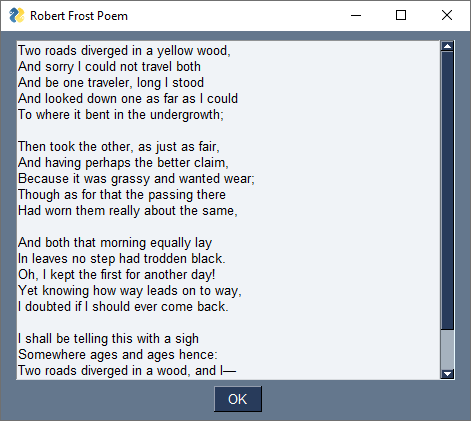 Robert Frost Poem
Two roads diverged in a yellow wood,
And sorry I could not travel both
And be one traveler, long I stood
And looked down one as far as I could
To where it bent in the undergrowth;
Then took the other, as just as fair,
And having perhaps the better claim,
Because it was grassy and wanted wear;
Though as for that the passing there
Had worn them really about the same,
And both that morning equally lay
In leaves no step had trodden black.
Oh, I kept the first for another day!
Yet knowing how way leads on to way,
I doubted if I should ever come back.
I shall be telling this with a sigh
Somewhere ages and ages hence:
Two roads diverged in a wood, and I—
OK